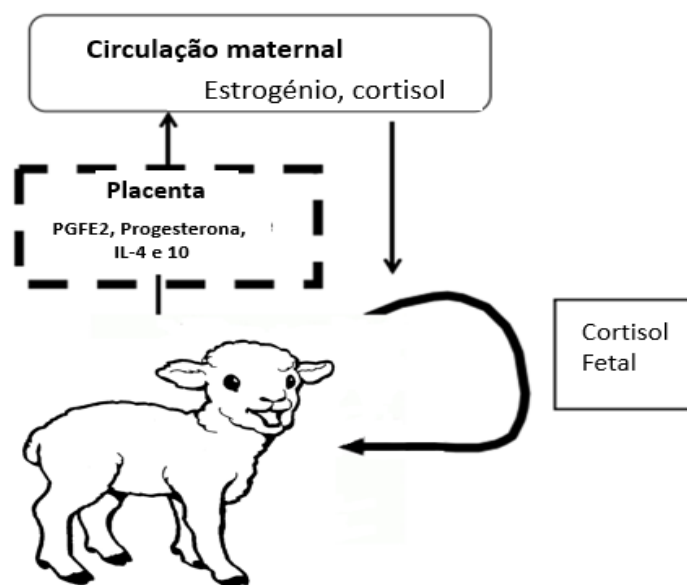 Circulação maternal
Estrogénio, cortisol
Placenta
PGFE2, Progesterona,
IL-4 e 10
Cortisol
Fetal